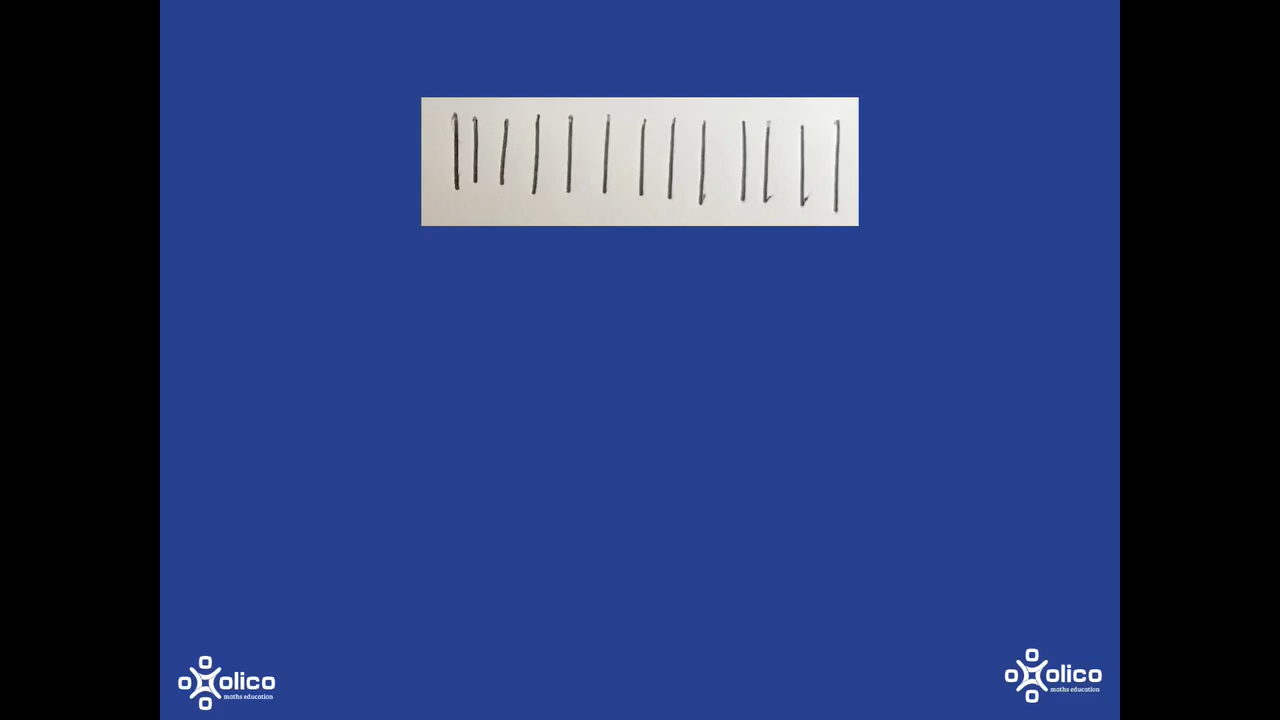 | | | | | | | | | | | | |
olico
maths education
olico
maths education